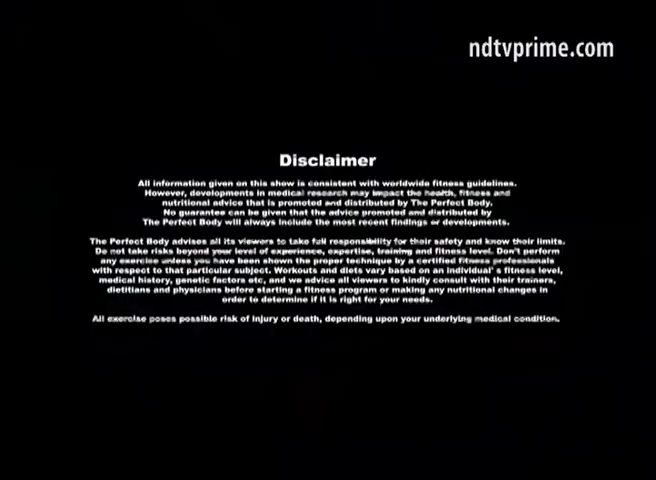 ndtvprime.com
Disclaimer
All information given on this show is consistent with worldwide fitness guidelines.
However, developments in medical research may impact the health, fitness and
nutritional advice that is promoted and distributed by The Perfect Body.
No guarantee can be given that the advice promoted and distributed by
The Perfect Body will always include the most recent findings or developments.
The Perfect Body advises all its viewers to take full responsibility for their safety and know their limits.
Do not take risks beyond your level of experience, expertise, training and fitness level. Don't perform
any exercise unless you have been shown the proper technique by a certified fitness professionals
with respect to that particular subject. Workouts and diets vary based on an individual's fitness level,
medical history, genetic factors etc, and we advice all viewers to kindly consult with their trainers,
dietitians and physicians before starting a fitness program or making any nutritional changes in
order to determine if it is right for your needs.
All exercise poses possible risk of injury or death, depending upon your underlying medical condition.